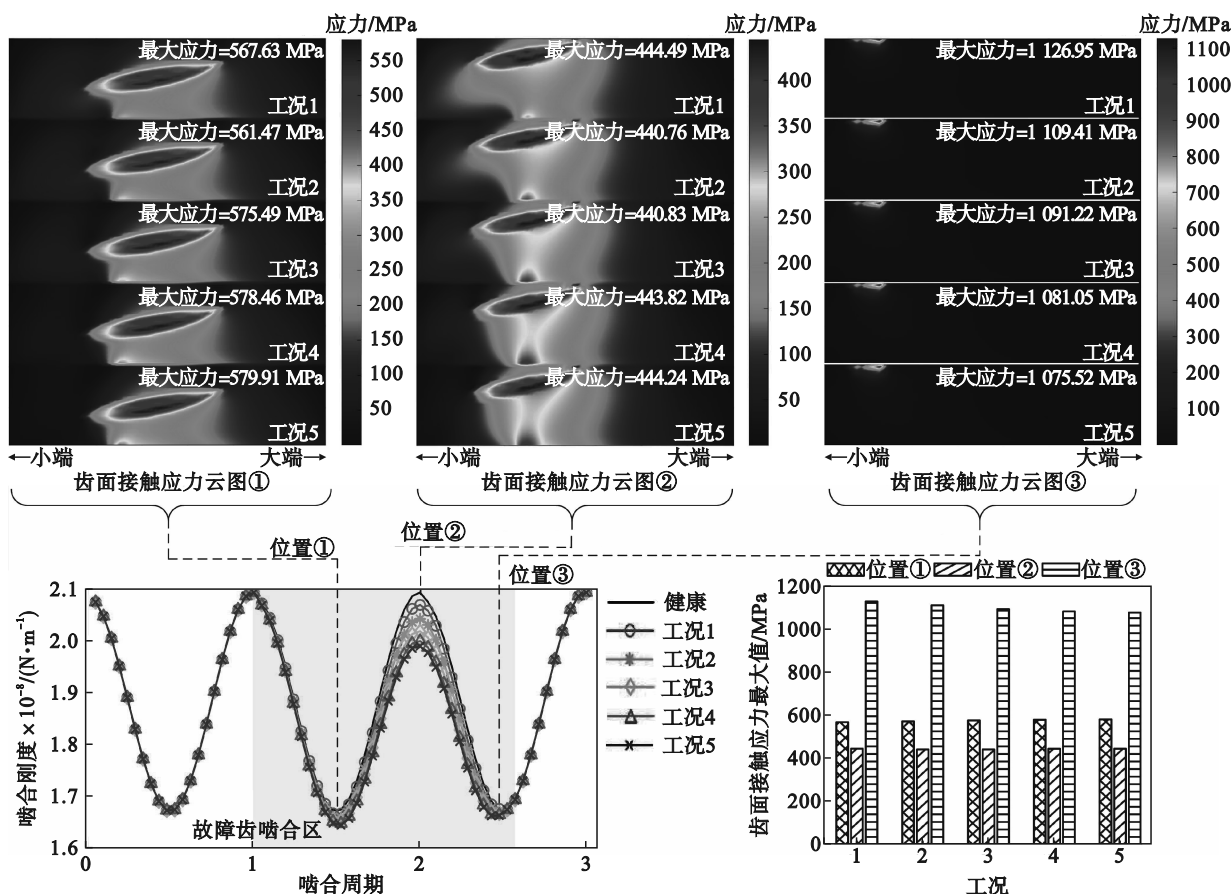 应力/MPa
最大应力=567.63 MPa
工况1
最大应力=561.47 MPa
工况2
最大应力=575.49 MPa
工况3
最大应力=578.46 MPa
工况4
最大应力=579.91 MPa
工况5
550
500
450
400
350
300
250
200
150
100
50
←小端
大端→
齿面接触应力云图①
应力/MPa
最大应力=444.49 MPa
工况1
最大应力=440.76 MPa
工况2
最大应力=440.83 MPa
工况3
最大应力=443.82 MPa
工况4
最大应力=444.24 MPa
工况5
400
350
300
250
200
150
100
50
←小端
大端→
齿面接触应力云图②
应力/MPa
最大应力=1 126.95 MPa
工况1
最大应力=1 109.41 MPa
工况2
最大应力=1 091.22 MPa
工况3
最大应力=1 081.05 MPa
工况4
最大应力=1 075.52 MPa
工况5
1100
1000
900
800
700
600
500
400
300
200
100
←小端
大端→
齿面接触应力云图③
位置①
位置②
位置③
啮合刚度×10⁻⁸/(N·m⁻¹)
2.1
2.0
1.9
1.8
1.7
1.6
故障齿啮合区
0
1
2
3
啮合周期
健康
工况1
工况2
工况3
工况4
工况5
位置①
位置②
位置③
齿面接触应力最大值/MPa
1200
1000
800
600
400
200
0
1
2
3
4
5
工况